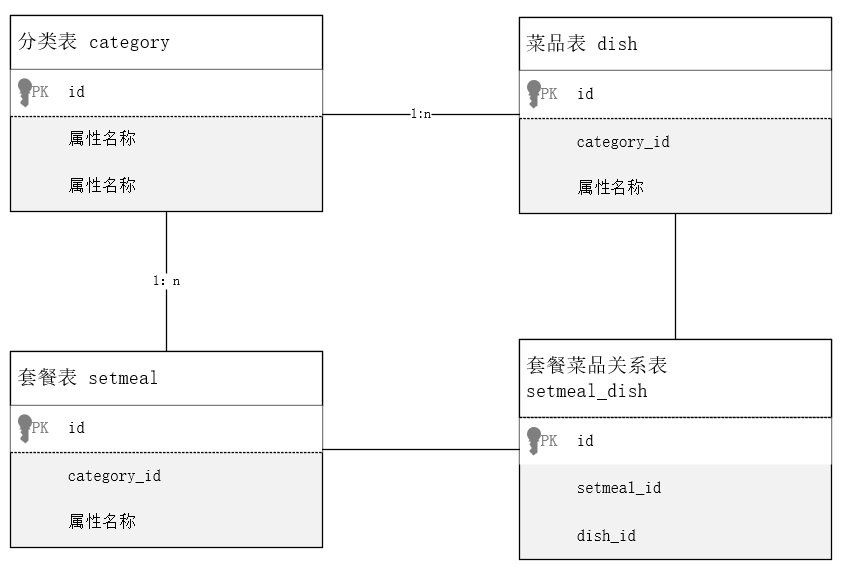 分类表 category
PK id
属性名称
属性名称
1:n
菜品表 dish
PK id
category_id
属性名称
1: n
套餐表 setmeal
PK id
category_id
属性名称
套餐菜品关系表
setmeal_dish
PK id
setmeal_id
dish_id